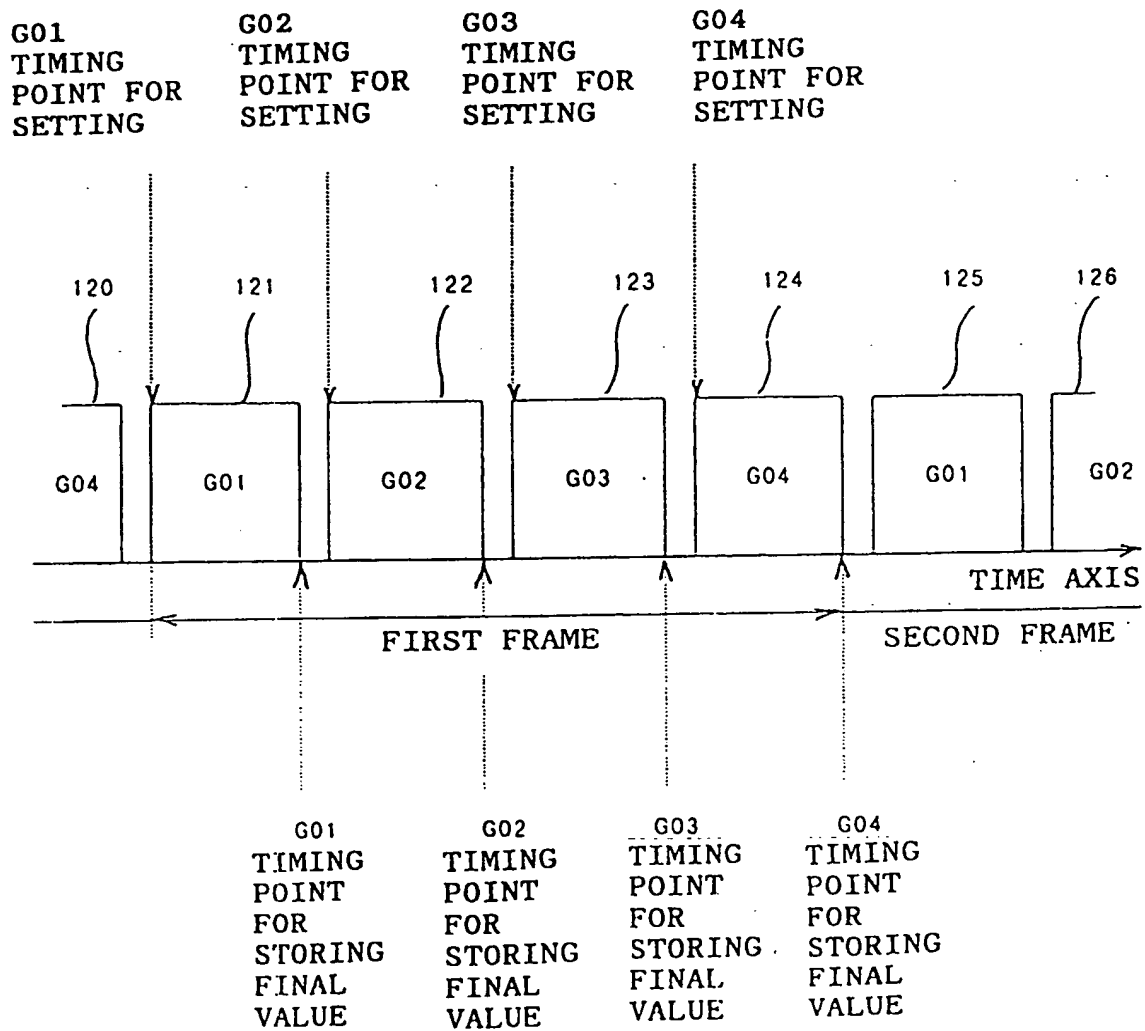 G01
TIMING
POINT FOR
SETTING
G02
TIMING
POINT FOR
SETTING
G03
TIMING
POINT FOR
SETTING
G04
TIMING
POINT FOR
SETTING
120
121
122
123
124
125
126
G04
G01
G02
G03
G04
G01
G02
TIME AXIS
FIRST FRAME
SECOND FRAME
G01
TIMING
POINT
FOR
STORING
FINAL
VALUE
G02
TIMING
POINT
FOR
STORING
FINAL
VALUE
G03
TIMING
POINT
FOR
STORING
FINAL
VALUE
G04
TIMING
POINT
FOR
STORING
FINAL
VALUE